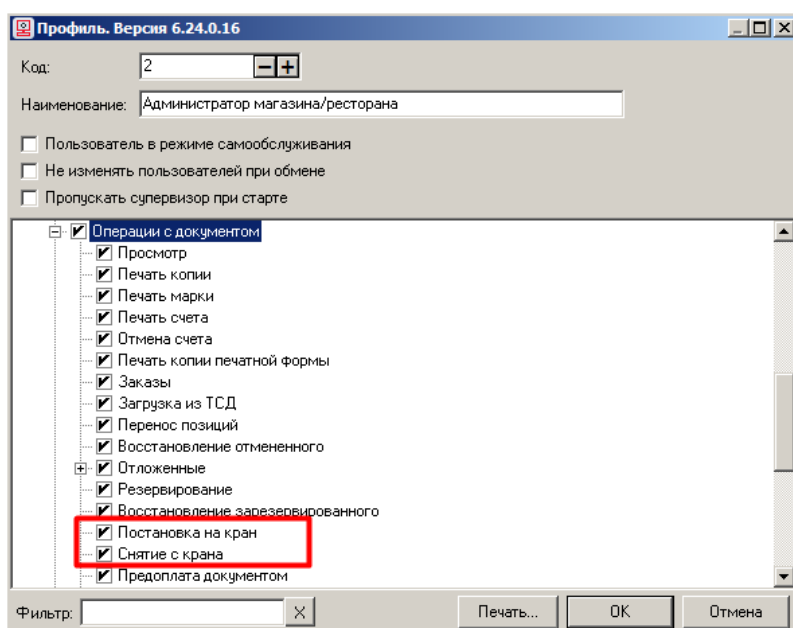 Профиль. Версия 6.24.0.16
Код: 2
Наименование: Администратор магазина/ресторана
Пользователь в режиме самообслуживания
Не изменять пользователей при обмене
Пропускать супервизор при старте
Операции с документом
Просмотр
Печать копии
Печать марки
Печать счета
Отмена счета
Печать копии печатной формы
Заказы
Загрузка из ТСД
Перенос позиций
Восстановление отмененного
Отложенные
Резервирование
Восстановление зарезервированного
Постановка на кран
Снятие с крана
Предоплата документом
Фильтр: X Печать... OK Отмена